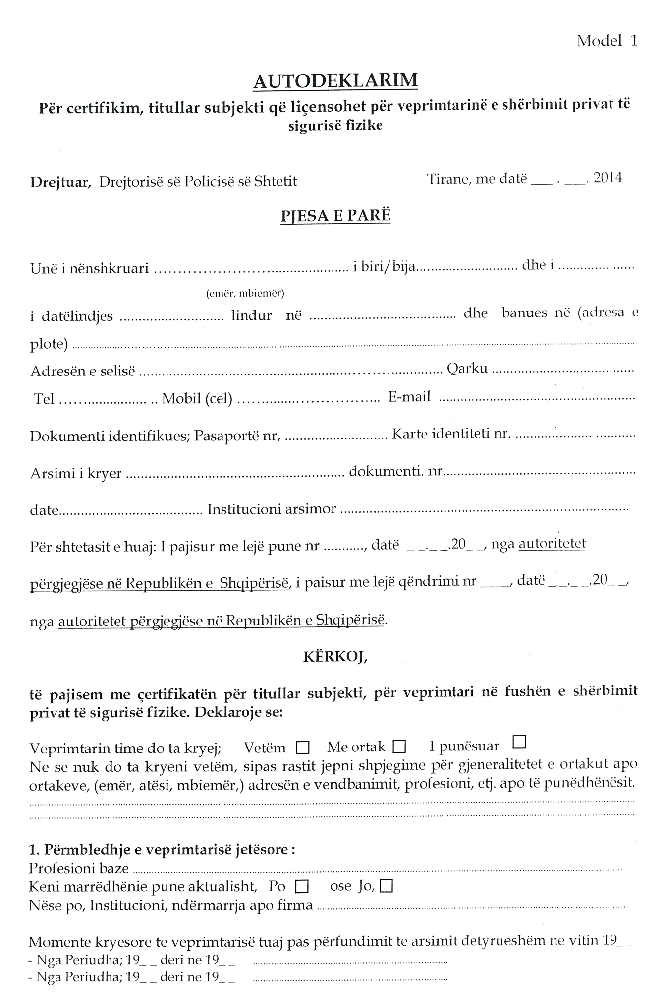 Model 1
AUTODEKLARIM
Për certifikim, titullar subjekti që liçensohet për veprimtarinë e shërbimit privat të
sigurisë fizike
Drejtuar, Drejtorisë së Policisë së Shtetit Tirane, me datë ___ . ___. 2014
PJESA E PARË
Unë i nënshkruari ........................................ i biri/bija........................... dhe i ....................
(emër, mbiemër)
i datëlindjes ............................ lindur në ....................................... dhe banues në (adresa e
plote) ................................................................................
Adresën e selisë ................................................................................ Qarku ......................................
Tel ....................... .. Mobil (cel) ...................................... E-mail ....................................................
Dokumenti identifikues; Pasaportë nr, ........................... Karte identiteti nr. .................... ...........
Arsimi i kryer .......................................................... dokumenti. nr...................................................
date...................................... Institucioni arsimor ............................................................................
Për shtetasit e huaj: I pajisur me lejë pune nr ..........., datë _ _._ _.20_ _, nga autoritetet
përgjegjëse në Republikën e Shqipërisë, i paisur me lejë qëndrimi nr ____, datë _ _._ _.20_ _,
nga autoritetet përgjegjëse në Republikën e Shqipërisë.
KËRKOJ,
të pajisem me çertifikatën për titullar subjekti, për veprimtari në fushën e shërbimit
privat të sigurisë fizike. Deklaroje se:
Veprimtarin time do ta kryej; Vetëm □ Me ortak □ I punësuar □
Ne se nuk do ta kryeni vetëm, sipas rastit jepni shpjegime për gjeneralitetet e ortakut apo
ortakeve, (emër, atësi, mbiemër,) adresën e vendbanimit, profesioni, etj. apo të punëdhënësit.
................................................................................
................................................................................
1. Përmbledhje e veprimtarisë jetësore :
Profesioni baze ................................................................................
Keni marrëdhënie pune aktualisht, Po □ ose Jo, □
Nëse po, Institucioni, ndërmarrja apo firma ................................................................................
Momente kryesore te veprimtarisë tuaj pas përfundimit te arsimit detyrueshëm ne vitin 19_ _
- Nga Periudha; 19_ _ deri ne 19_ _ ................................................................
- Nga Periudha; 19_ _ deri ne 19_ _ ................................................................